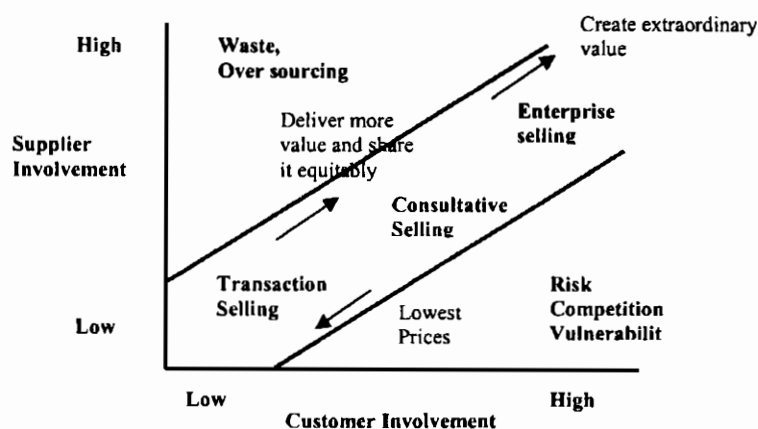 Create extraordinary
value
High
Waste,
Over sourcing
Deliver more
value and share
it equitably
Enterprise
selling
Supplier
Involvement
Consultative
Selling
Transaction
Selling
Risk
Competition
Vulnerabilit
Lowest
Prices
Low
Low
High
Customer Involvement